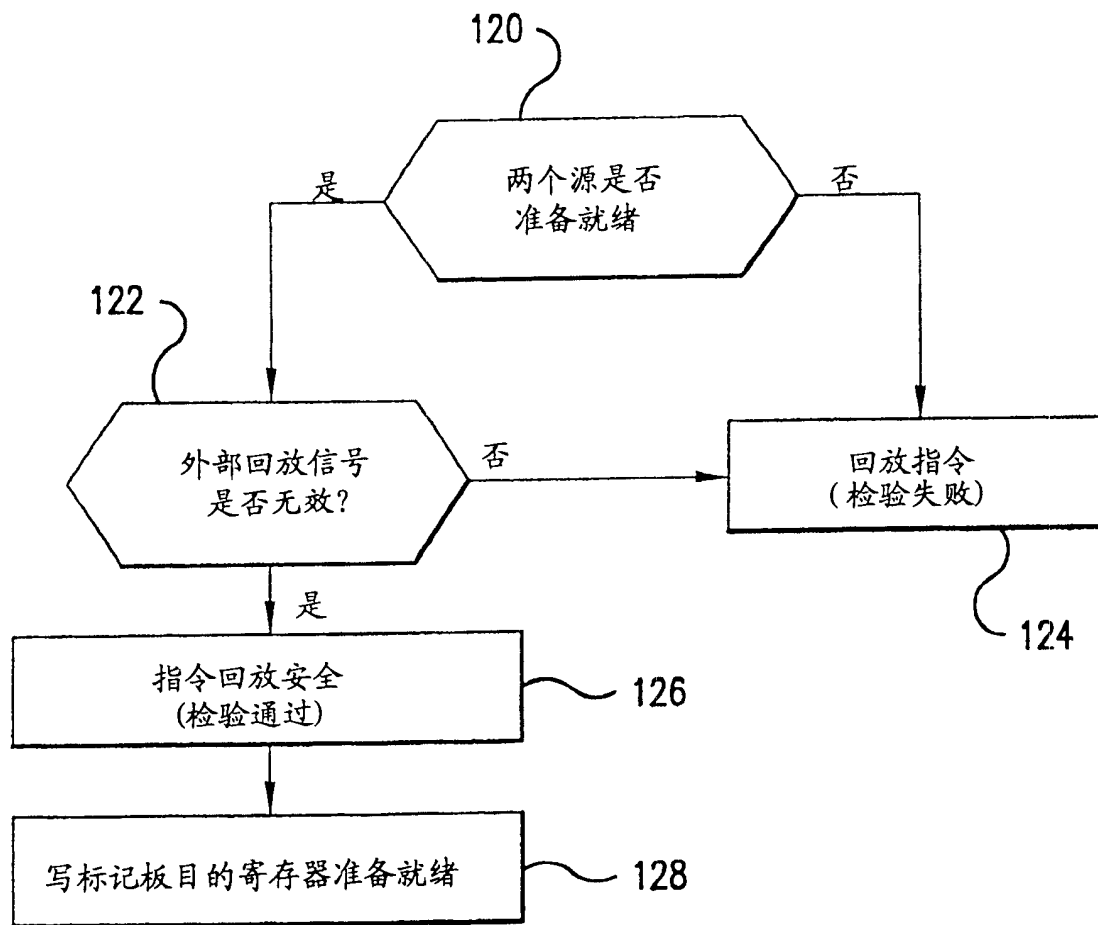 120
两个源是否
准备就绪
是
否
122
外部回放信号
是否无效?
否
回放指令
(检验失败)
124
是
指令回放安全
(检验通过)
126
写标记板目的寄存器准备就绪
128